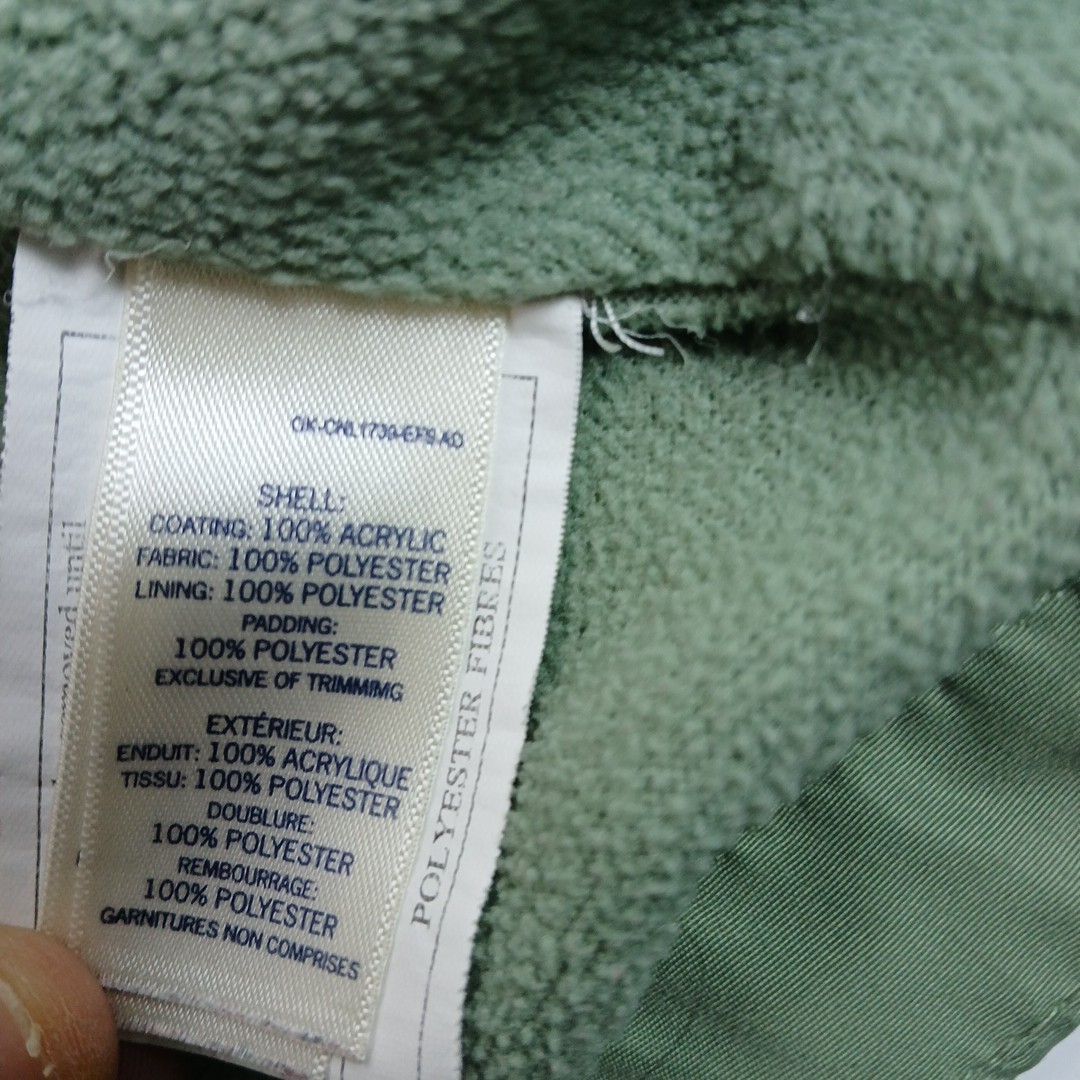 SHELL:
COATING: 100% ACRYLIC
FABRIC: 100% POLYESTER
LINING: 100% POLYESTER
PADDING:
100% POLYESTER
EXCLUSIVE OF TRIMMIMG
EXTÉRIEUR:
ENDUIT: 100% ACRYLIQUE
TISSU: 100% POLYESTER
DOUBLURE:
100% POLYESTER
REMBOURRAGE:
100% POLYESTER
GARNITURES NON COMPRISES
POLYESTER FIBRES
until